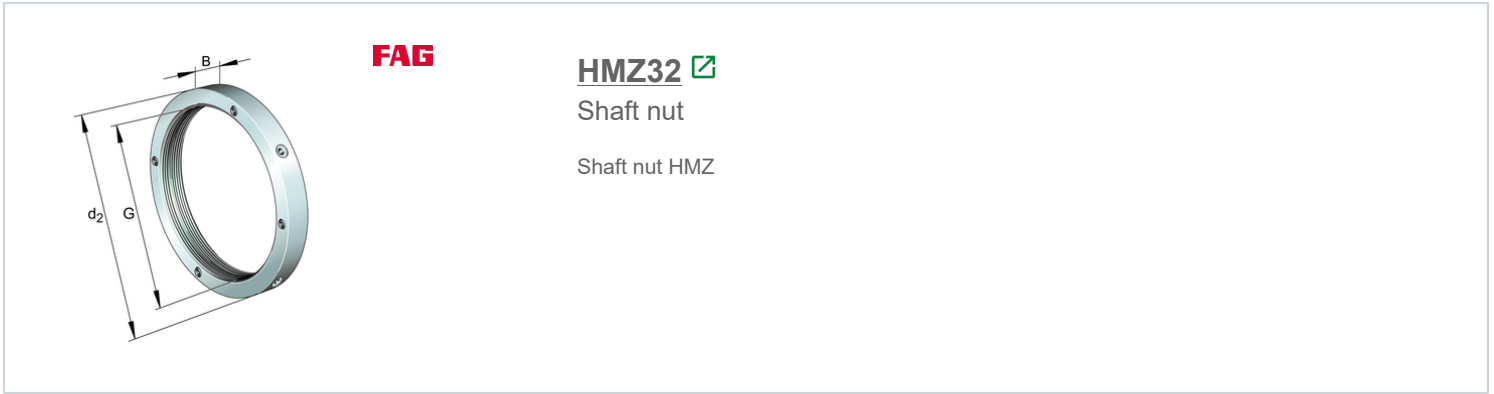 B
d2
G
FAG
HMZ32
Shaft nut
Shaft nut HMZ